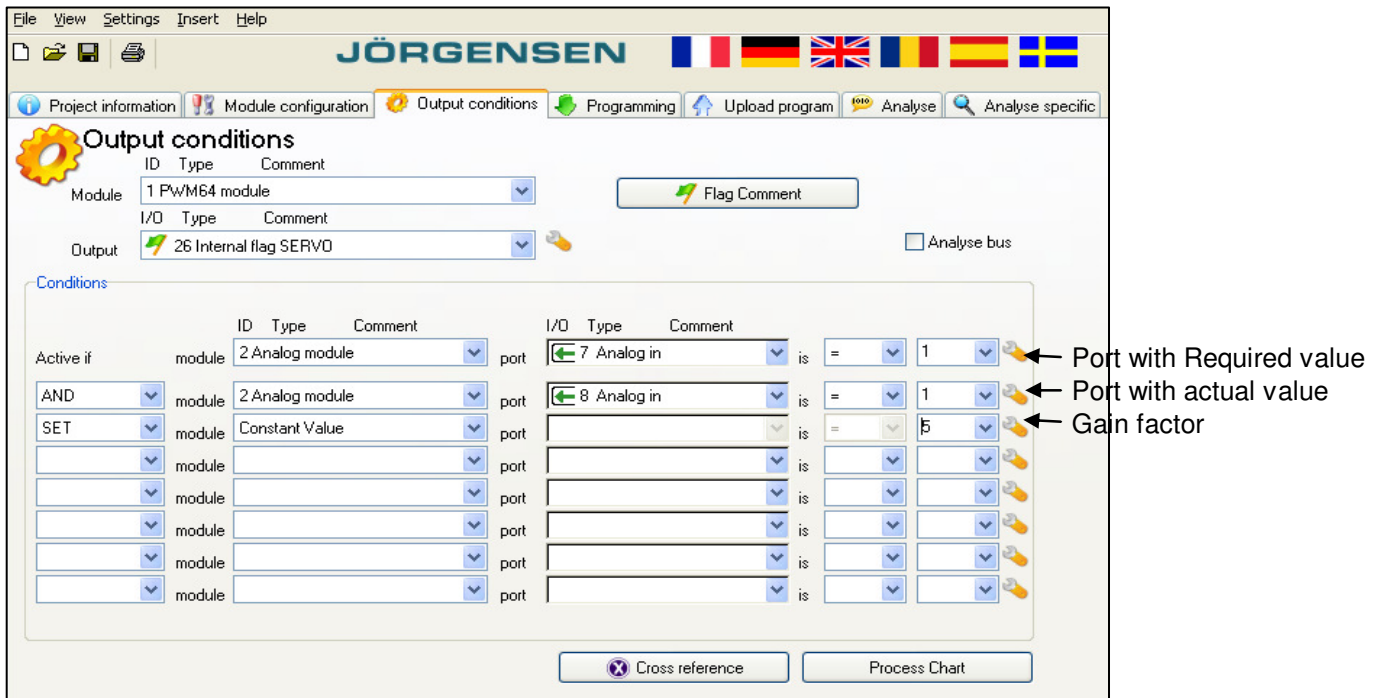 File View Settings Insert Help
JÖRGENSEN
Project information Module configuration Output conditions Programming Upload program Analyse Analyse specific
Output conditions
ID Type Comment
Module 1 PWM64 module Flag Comment
I/O Type Comment
Output 26 Internal flag SERVO Analyse bus
Conditions
ID Type Comment I/O Type Comment
Active if module 2 Analog module port 7 Analog in is = 1 Port with Required value
AND module 2 Analog module port 8 Analog in is = 1 Port with actual value
SET module Constant Value port is = 5 Gain factor
module port is
module port is
module port is
module port is
module port is
Cross reference Process Chart